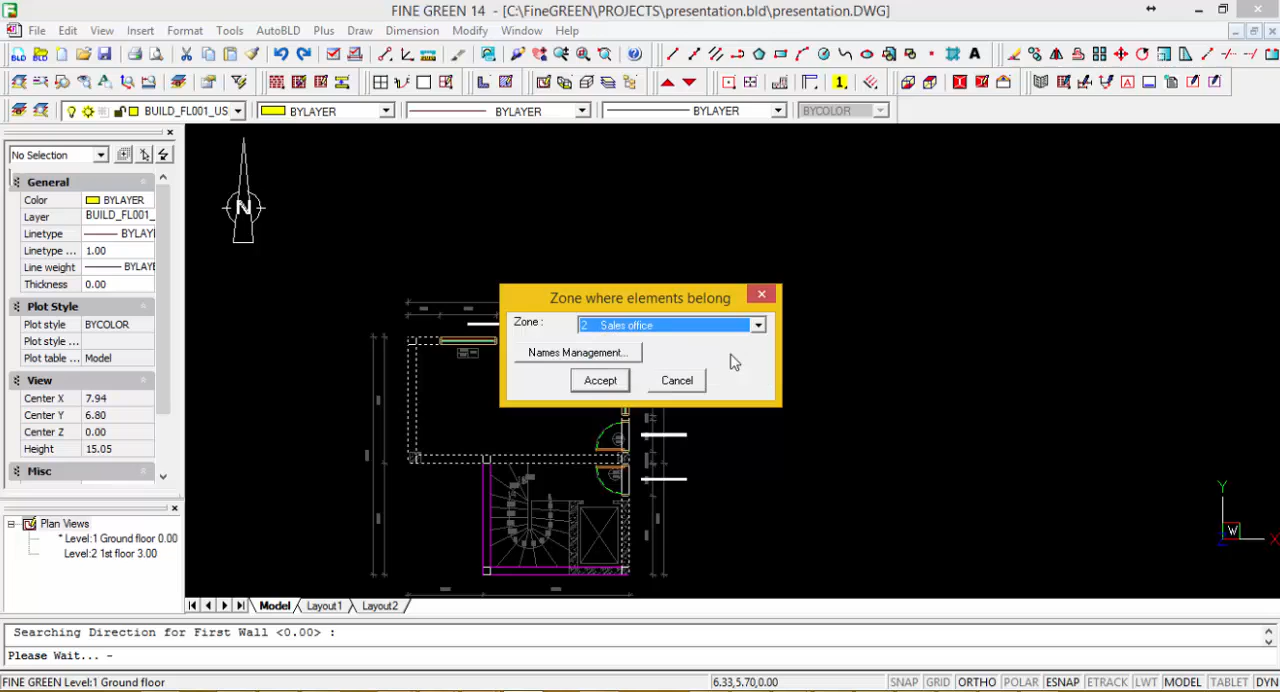 FINE GREEN 14 - [C:\FineGREEN\PROJECTS\presentation.bld\presentation.DWG]
File Edit View Insert Format Tools AutoBLD Plus Draw Dimension Modify Window Help
BUILD_FL001_US BYLAYER BYLAYER BYLAYER BYCOLOR
No Selection
General
Color BYLAYER
Layer BUILD_FL001_
Linetype BYLAYE
Linetype ... 1.00
Line weight BYLAYE
Thickness 0.00
Plot Style
Plot style BYCOLOR
Plot style ...
Plot table ... Model
View
Center X 7.94
Center Y 6.80
Center Z 0.00
Height 15.05
Misc
Plan Views
* Level:1 Ground floor 0.00
Level:2 1st floor 3.00
N
Zone where elements belong
Zone : 2 Sales office
Names Management...
Accept Cancel
Y
W
X
Model Layout1 Layout2
Searching Direction for First Wall <0.00> :
Please Wait... -
FINE GREEN Level:1 Ground floor 6.33,5.70,0.00 SNAP GRID ORTHO POLAR ESNAP ETRACK LWT MODEL TABLET DYN